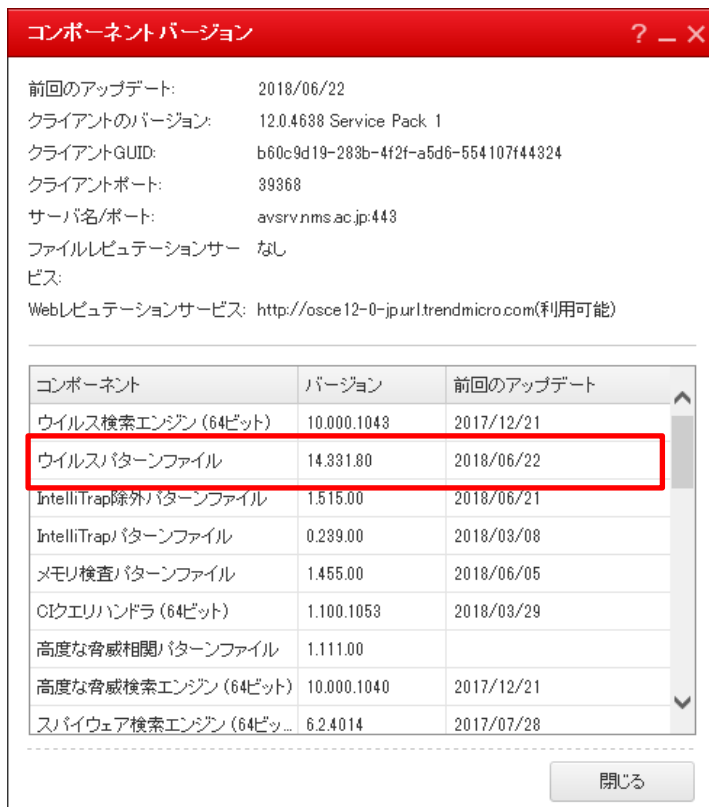 コンポーネントバージョン
? _ ×
前回のアップデート: 2018/06/22
クライアントのバージョン: 12.0.4638 Service Pack 1
クライアントGUID: b60c9d19-283b-4f2f-a5d6-554107f44324
クライアントポート: 39368
サーバ名/ポート: avsrv.nms.ac.jp:443
ファイルレピュテーションサー なし
ビス:
Webレピュテーションサービス: http://osce12-0-jp.url.trendmicro.com(利用可能)
コンポーネント バージョン 前回のアップデート
ウイルス検索エンジン (64ビット) 10.000.1043 2017/12/21
ウイルスパターンファイル 14.331.80 2018/06/22
IntelliTrap除外パターンファイル 1.515.00 2018/06/21
IntelliTrapパターンファイル 0.239.00 2018/03/08
メモリ検査パターンファイル 1.455.00 2018/06/05
CIクエリハンドラ (64ビット) 1.100.1053 2018/03/29
高度な脅威相関パターンファイル 1.111.00
高度な脅威検索エンジン (64ビット) 10.000.1040 2017/12/21
スパイウェア検索エンジン (64ビッ... 6.2.4014 2017/07/28
閉じる